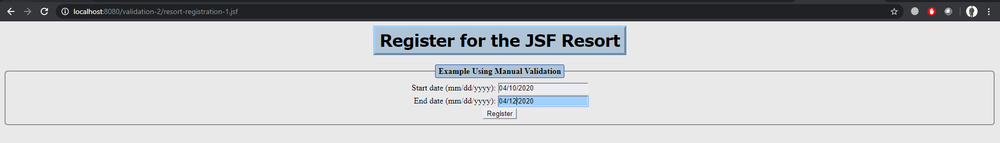 localhost:8080/validation-2/resort-registration-1.jsf
Register for the JSF Resort
Example Using Manual Validation
Start date (mm/dd/yyyy): 04/10/2020
End date (mm/dd/yyyy): 04/12/2020
Register